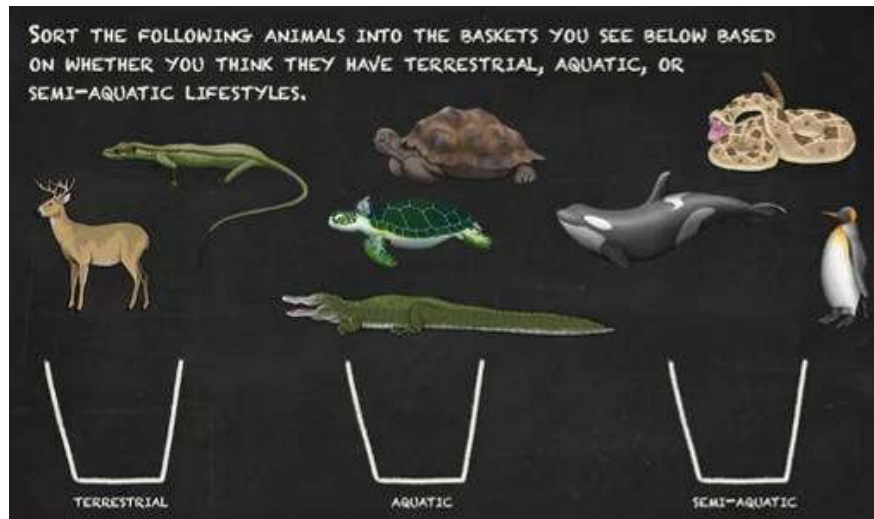 SORT THE FOLLOWING ANIMALS INTO THE BASKETS YOU SEE BELOW BASED
ON WHETHER YOU THINK THEY HAVE TERRESTRIAL, AQUATIC, OR
SEMI-AQUATIC LIFESTYLES.
TERRESTRIAL
AQUATIC
SEMI-AQUATIC